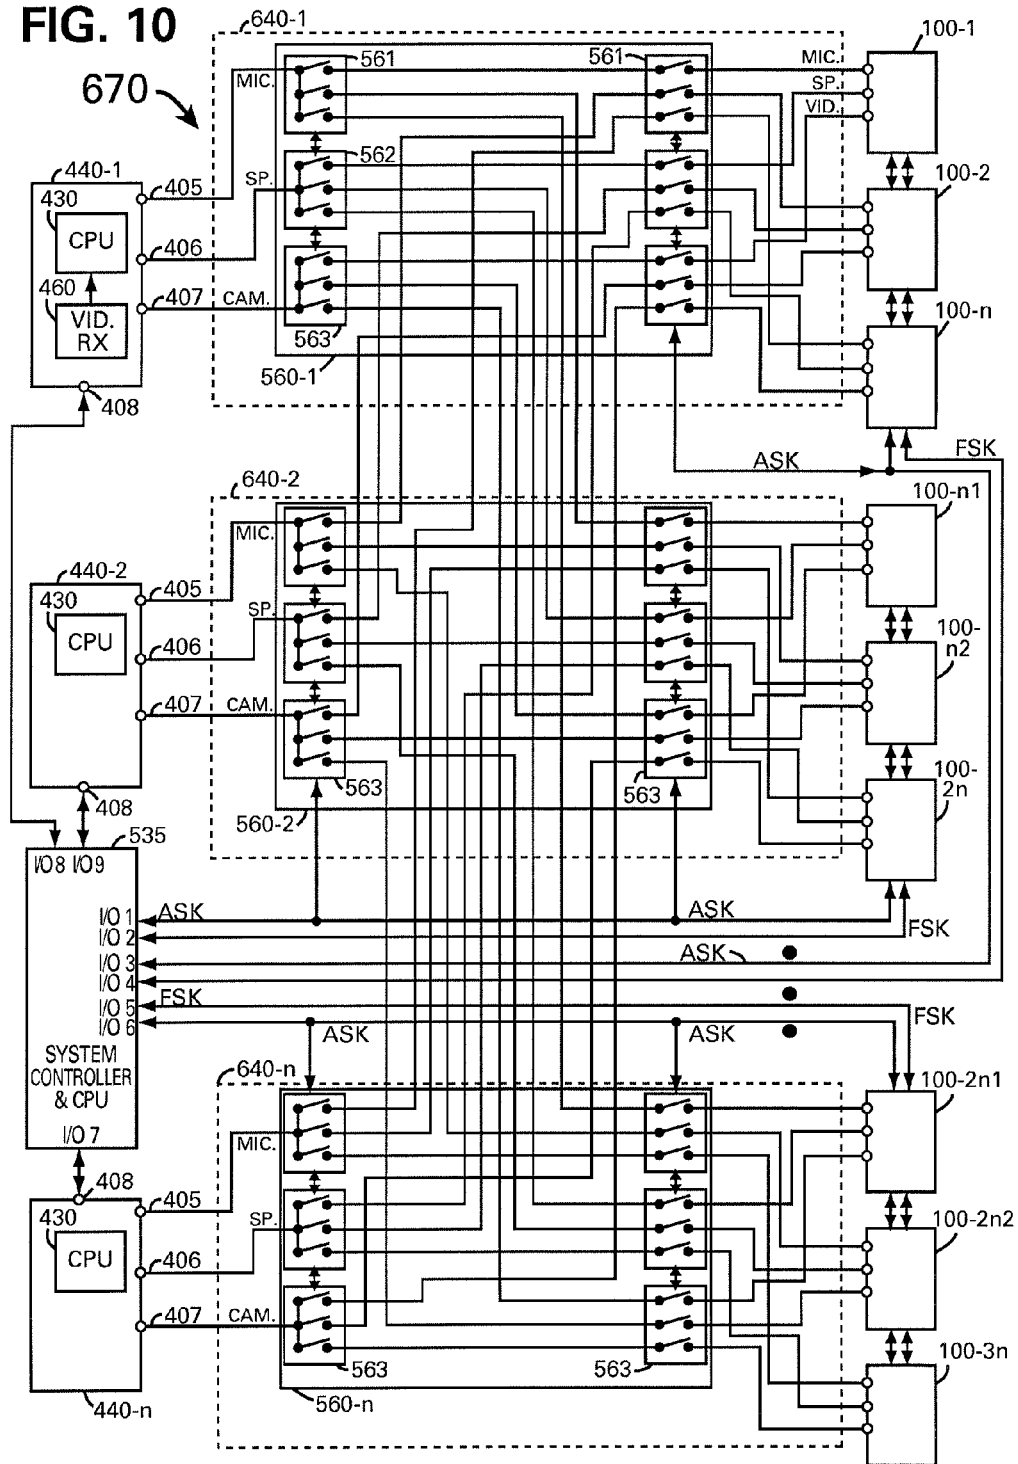 FIG. 10
670
640-1
100-1
561
561
MIC.
MIC.
SP.
VID.
562
440-1
405
SP.
100-2
430
CPU
406
460
407
CAM.
VID.
RX
563
100-n
560-1
408
ASK
FSK
640-2
100-n1
MIC.
440-2
405
430
CPU
SP.
406
100-
n2
407
CAM.
563
563
100-
2n
408
560-2
535
I/O 8 I/O 9
I/O 1
ASK
ASK
I/O 2
FSK
I/O 3
ASK
I/O 4
I/O 5
FSK
FSK
I/O 6
ASK
ASK
SYSTEM
CONTROLLER
& CPU
640-n
100-2n1
I/O 7
MIC.
408
405
430
CPU
SP.
100-2n2
406
407
CAM.
563
563
100-3n
440-n
560-n